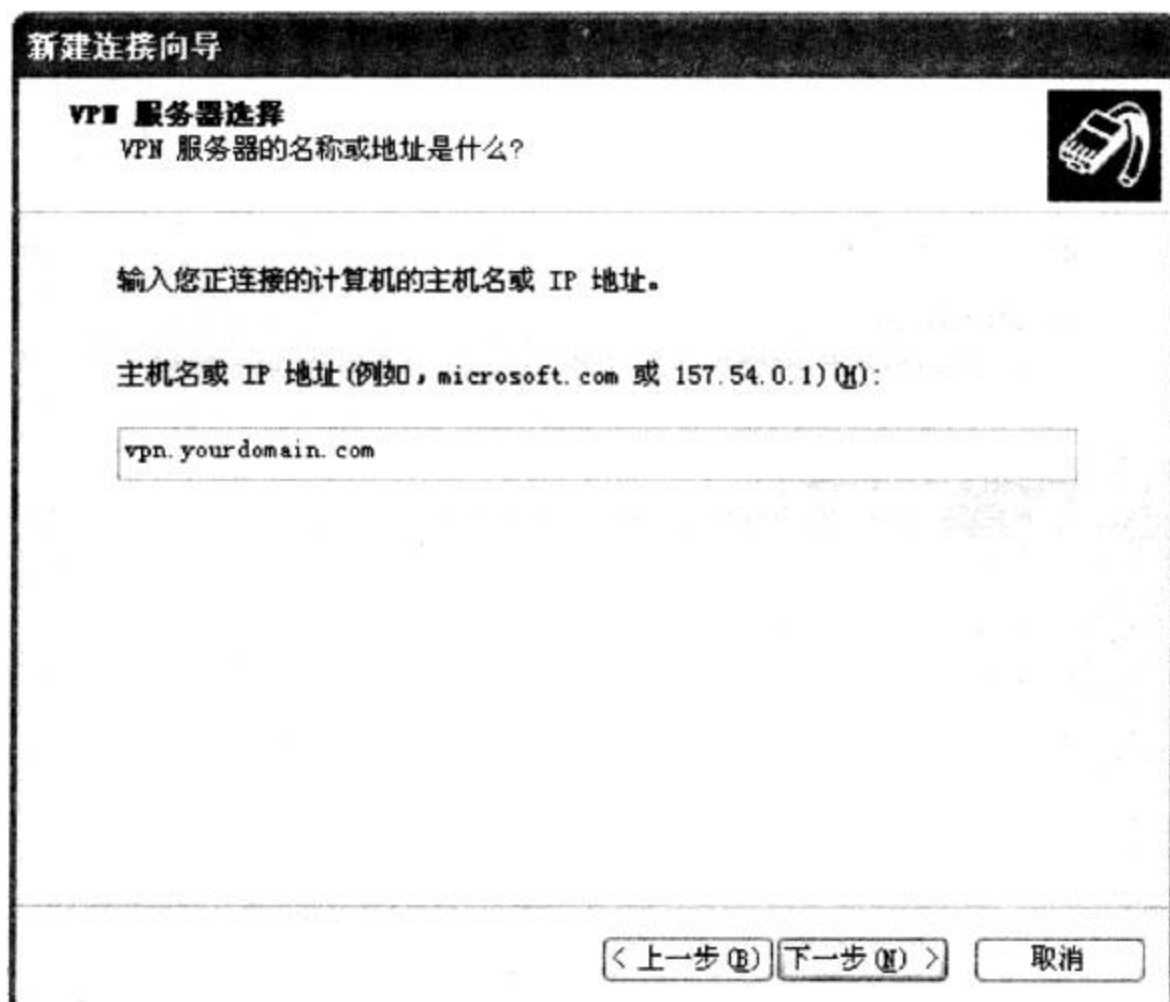 新建连接向导
VPN 服务器选择
VPN 服务器的名称或地址是什么?
输入您正连接的计算机的主机名或 IP 地址。
主机名或 IP 地址(例如，microsoft.com 或 157.54.0.1)(H):
vpn.yourdomain.com
< 上一步(B) 下一步(N) > 取消